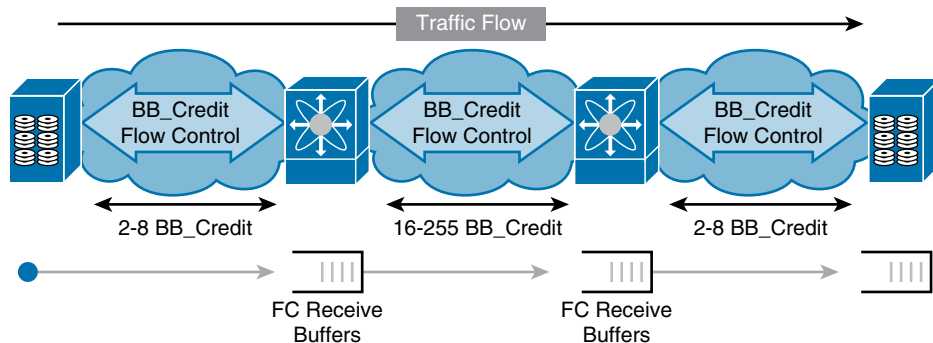 Traffic Flow
BB_Credit
Flow Control
BB_Credit
Flow Control
BB_Credit
Flow Control
2-8 BB_Credit
16-255 BB_Credit
2-8 BB_Credit
FC Receive
Buffers
FC Receive
Buffers